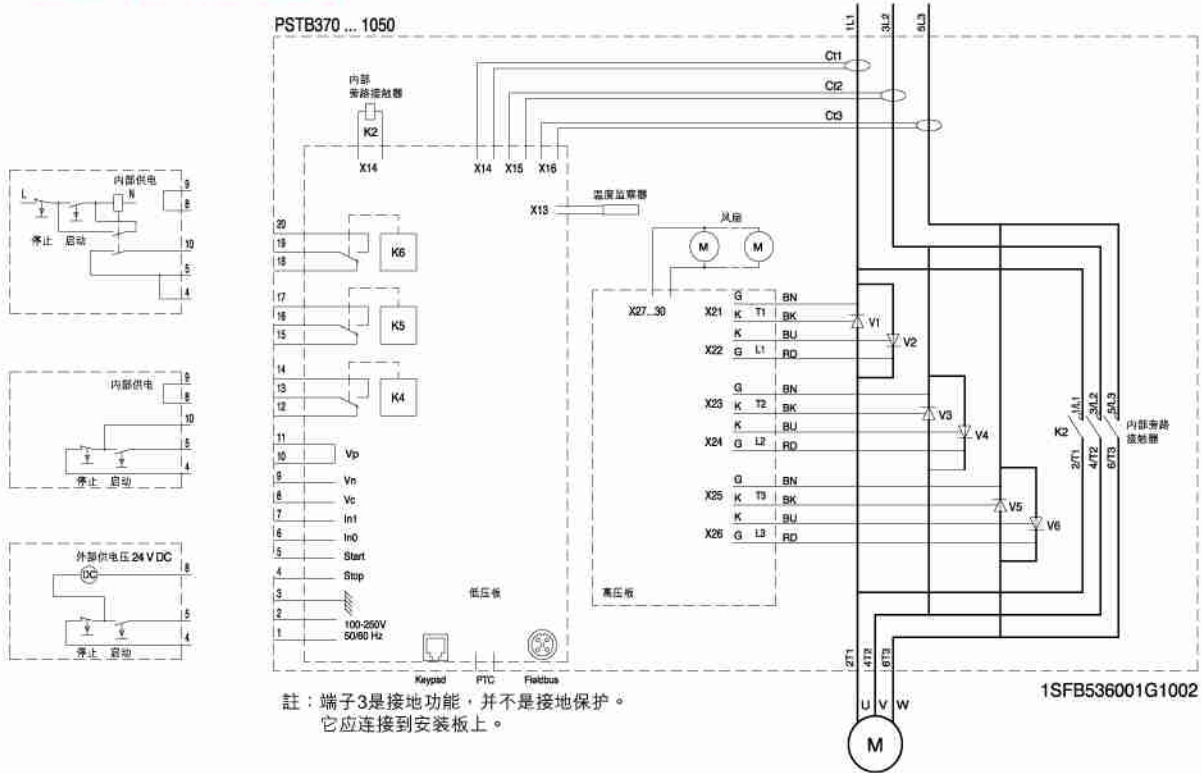 PSTB370 ... 1050
1L1
3L2
5L3
Ct1
Ct2
Ct3
内部
旁路接触器
K2
X14
X14
X15
X16
X13
温度监察器
内部供电
L
N
停止
启动
9
8
10
5
4
内部供电
9
8
10
5
4
停止
启动
外部供电压 24 V DC
DC
8
5
4
停止
启动
20
19
18
K6
17
16
15
K5
14
13
12
K4
11
10
Vp
9
Vn
8
Vc
7
In1
6
In0
5
Start
4
Stop
3
2
1
100-250V
50/60 Hz
低压板
Keypad
PTC
Fieldbus
风扇
M
M
X27...30
X21
G
BN
K
T1
BK
K
BU
X22
G
L1
RD
V1
V2
G
BN
X23
K
T2
BK
K
BU
X24
G
L2
RD
V3
V4
G
BN
X25
K
T3
BK
K
BU
X26
G
L3
RD
V5
V6
高压板
K2
1/L1
3/L2
5/L3
2/T1
4/T2
6/T3
内部旁路
接触器
2T1
4T2
6T3
U
V
W
M
1SFB536001G1002
註：端子3是接地功能，并不是接地保护。
它应连接到安装板上。